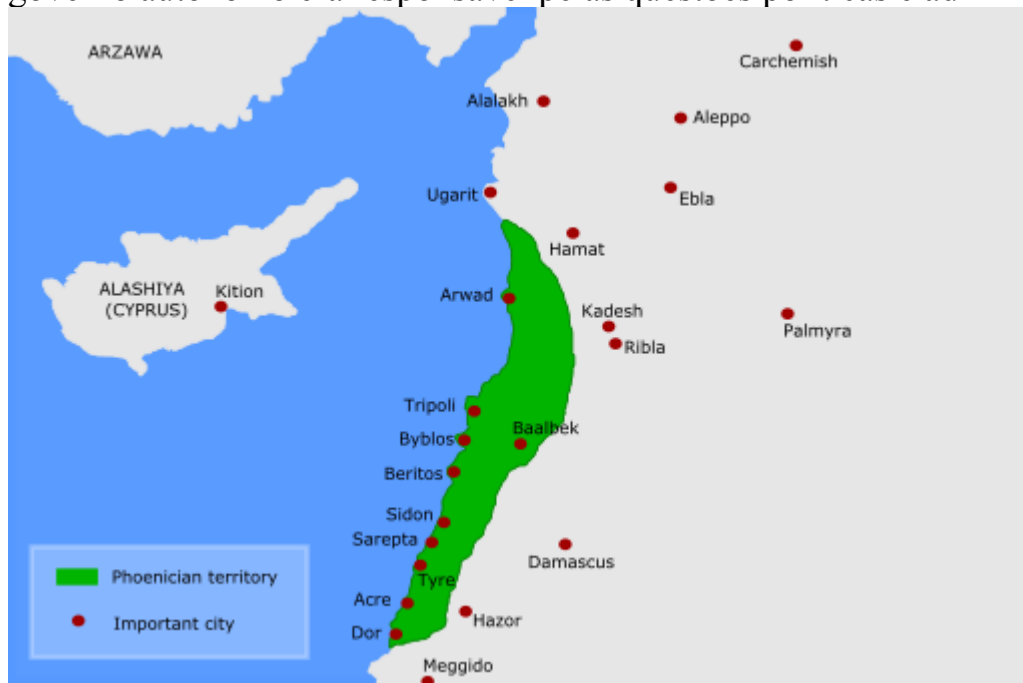 ARZAWA
Carchemish
Alalakh
Aleppo
Ugarit
Ebla
Hamat
ALASHIYA
(CYPRUS)
Kition
Arwad
Kadesh
Ribla
Palmyra
Tripoli
Baalbek
Byblos
Beritos
Sidon
Sarepta
Damascus
Tyre
Phoenician territory
Acre
Hazor
Important city
Dor
Meggido